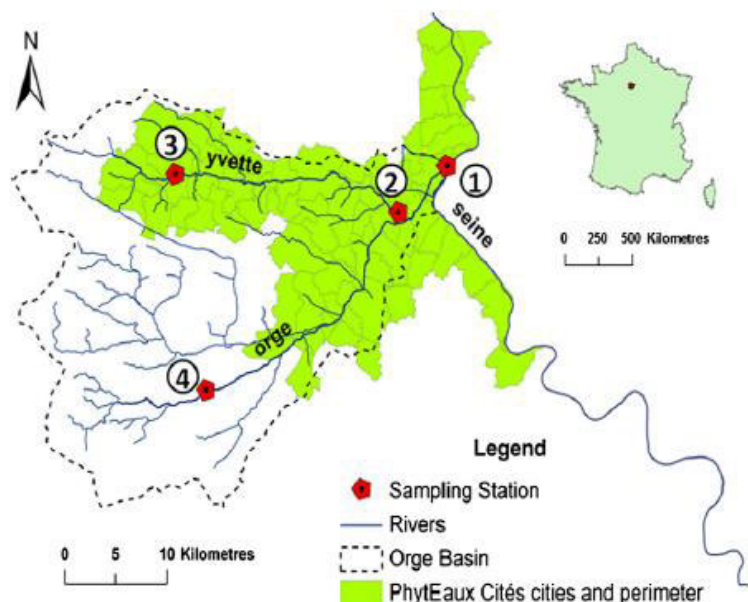 N
3
yvette
2
1
seine
0 250 500 Kilometres
orge
4
Legend
Sampling Station
Rivers
Orge Basin
PhytEaux Cités cities and perimeter
0 5 10 Kilometres